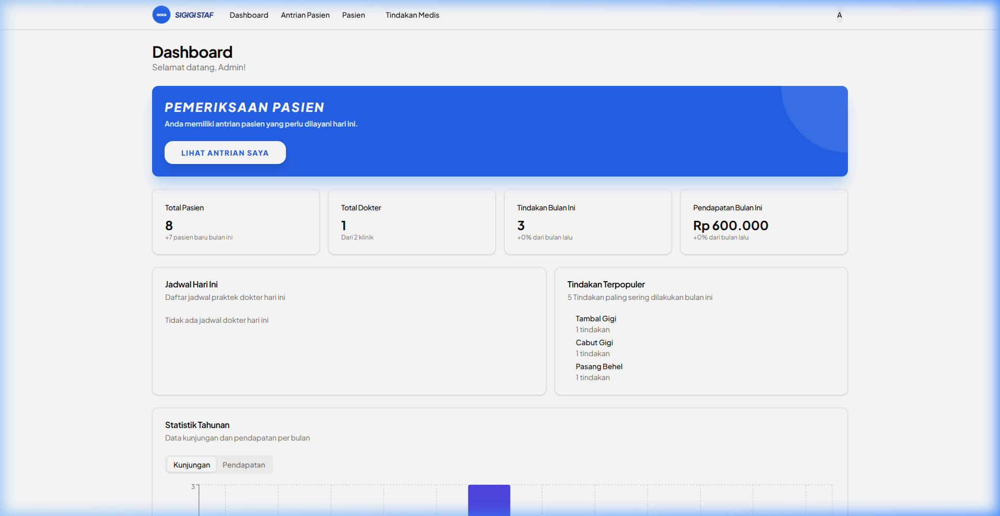 SIGIGI SIGIGI STAF Dashboard Antrian Pasien Pasien Tindakan Medis A
Dashboard
Selamat datang, Admin!
PEMERIKSAAN PASIEN
Anda memiliki antrian pasien yang perlu dilayani hari ini.
LIHAT ANTRIAN SAYA
Total Pasien
8
+7 pasien baru bulan ini
Total Dokter
1
Dari 2 klinik
Tindakan Bulan Ini
3
+0% dari bulan lalu
Pendapatan Bulan Ini
Rp 600.000
+0% dari bulan lalu
Jadwal Hari Ini
Daftar jadwal praktek dokter hari ini
Tidak ada jadwal dokter hari ini
Tindakan Terpopuler
5 Tindakan paling sering dilakukan bulan ini
Tambal Gigi
1 tindakan
Cabut Gigi
1 tindakan
Pasang Behel
1 tindakan
Statistik Tahunan
Data kunjungan dan pendapatan per bulan
Kunjungan Pendapatan
3